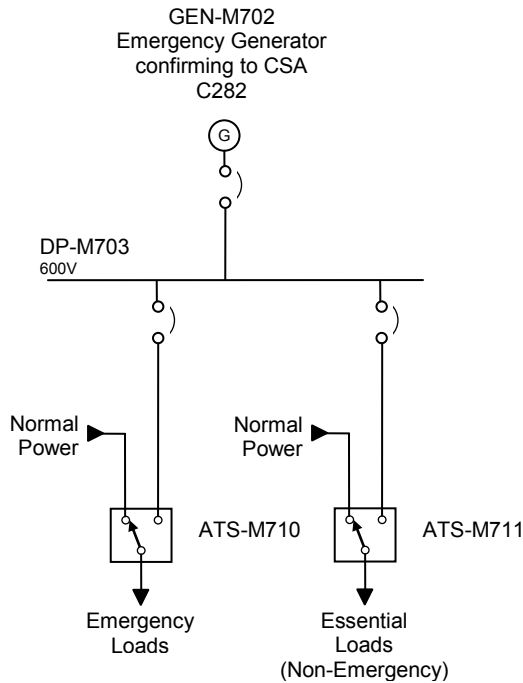 GEN-M702
Emergency Generator
confirming to CSA
C282
G
DP-M703
600V
Normal
Power
Normal
Power
ATS-M710
ATS-M711
Emergency
Loads
Essential
Loads
(Non-Emergency)